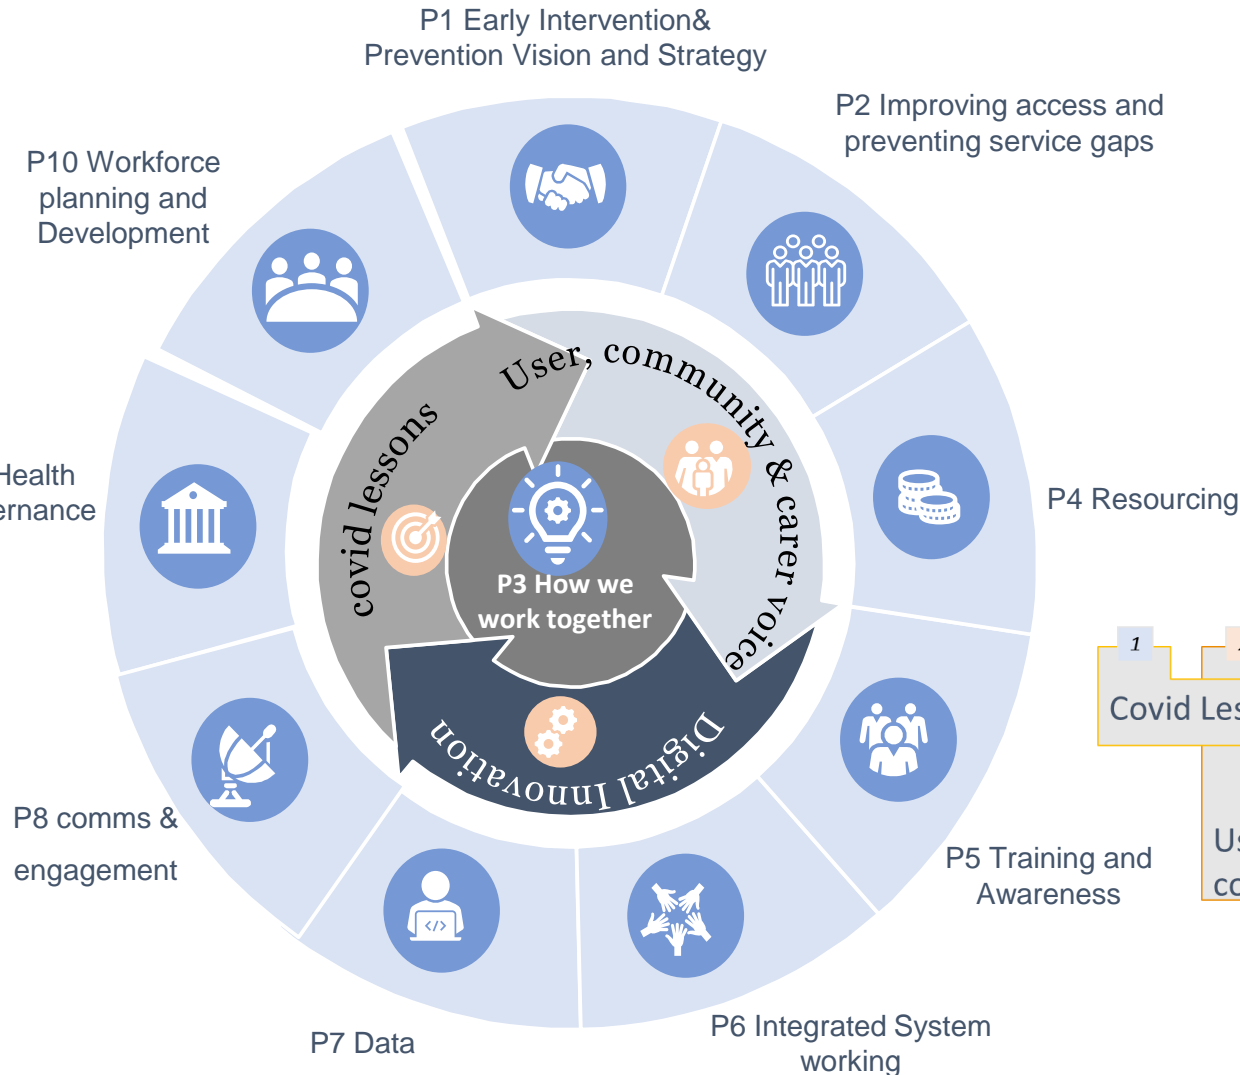 P1 Early Intervention&
Prevention Vision and Strategy
P2 Improving access and
preventing service gaps
P10 Workforce
planning and
Development
User, community & carer voice
covid lessons
Health
P4 Resourcing
P3 How we
work together
1
Covid
Digital Innovation
</>
P8 comms &
engagement
P5 Training and
Awareness
P6 Integrated System
working
P7 Data